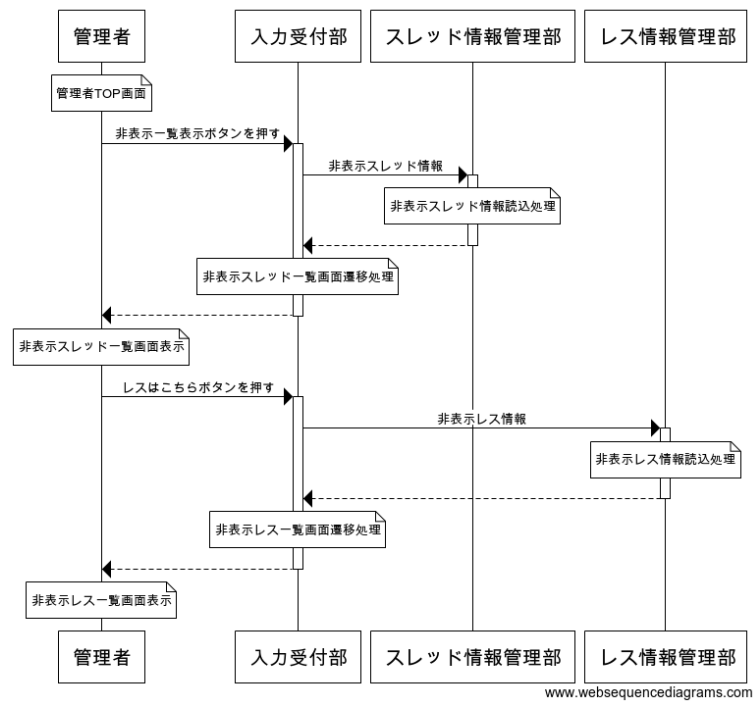 管理者
入力受付部
スレッド情報管理部
レス情報管理部
管理者TOP画面
非表示一覧表示ボタンを押す
非表示スレッド情報
非表示スレッド情報読込処理
非表示スレッド一覧画面遷移処理
非表示スレッド一覧画面表示
レスはこちらボタンを押す
非表示レス情報
非表示レス情報読込処理
非表示レス一覧画面遷移処理
非表示レス一覧画面表示
管理者
入力受付部
スレッド情報管理部
レス情報管理部
www.websequencediagrams.com